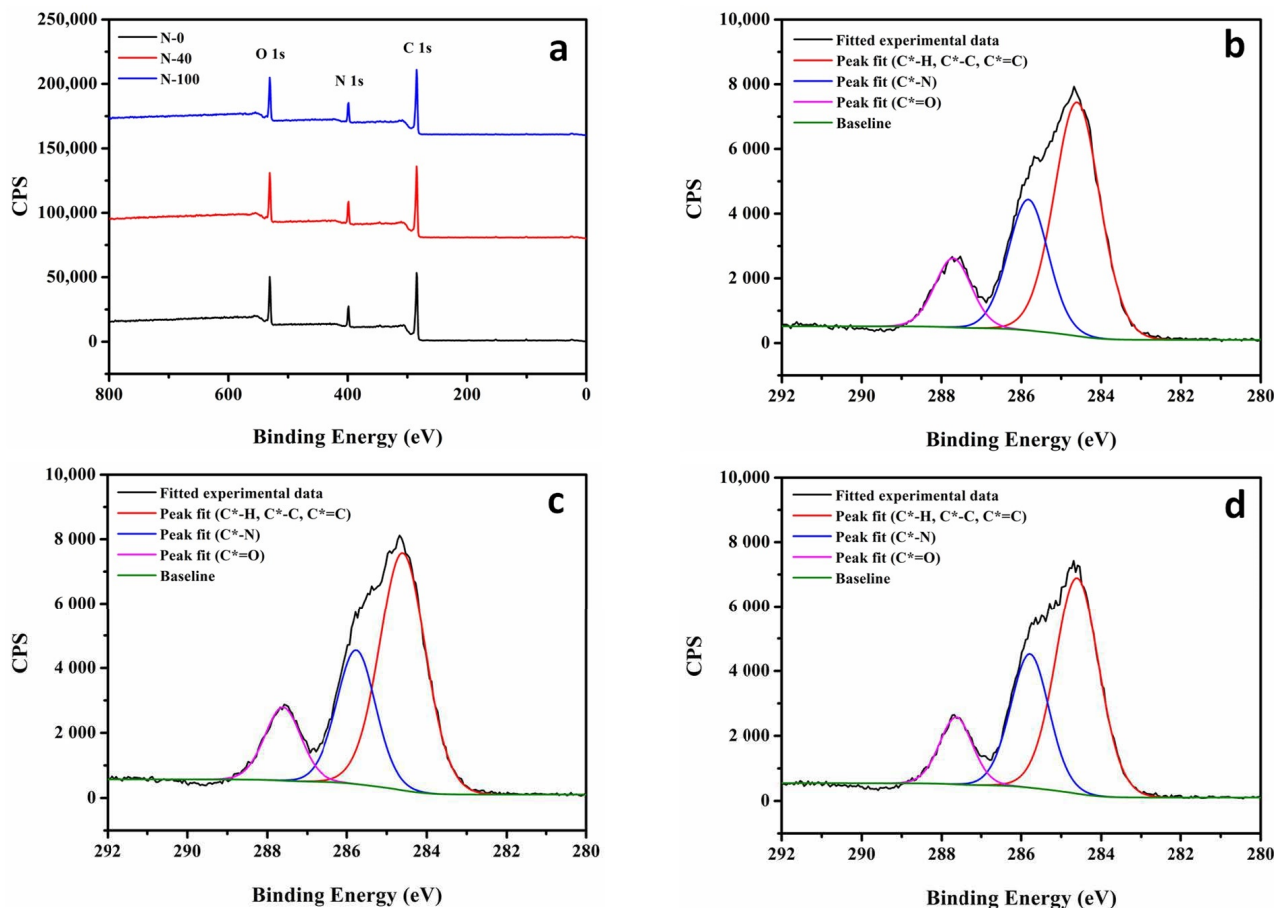 a
N-0
N-40
N-100
O 1s
N 1s
C 1s
250,000
200,000
150,000
100,000
50,000
0
CPS
800
600
400
200
0
Binding Energy (eV)
b
Fitted experimental data
Peak fit (C*-H, C*-C, C*=C)
Peak fit (C*-N)
Peak fit (C*=O)
Baseline
10,000
8 000
6 000
4 000
2 000
0
CPS
292
290
288
286
284
282
280
Binding Energy (eV)
c
Fitted experimental data
Peak fit (C*-H, C*-C, C*=C)
Peak fit (C*-N)
Peak fit (C*=O)
Baseline
10,000
8 000
6 000
4 000
2 000
0
CPS
292
290
288
286
284
282
280
Binding Energy (eV)
d
Fitted experimental data
Peak fit (C*-H, C*-C, C*=C)
Peak fit (C*-N)
Peak fit (C*=O)
Baseline
10,000
8 000
6 000
4 000
2 000
0
CPS
292
290
288
286
284
282
280
Binding Energy (eV)